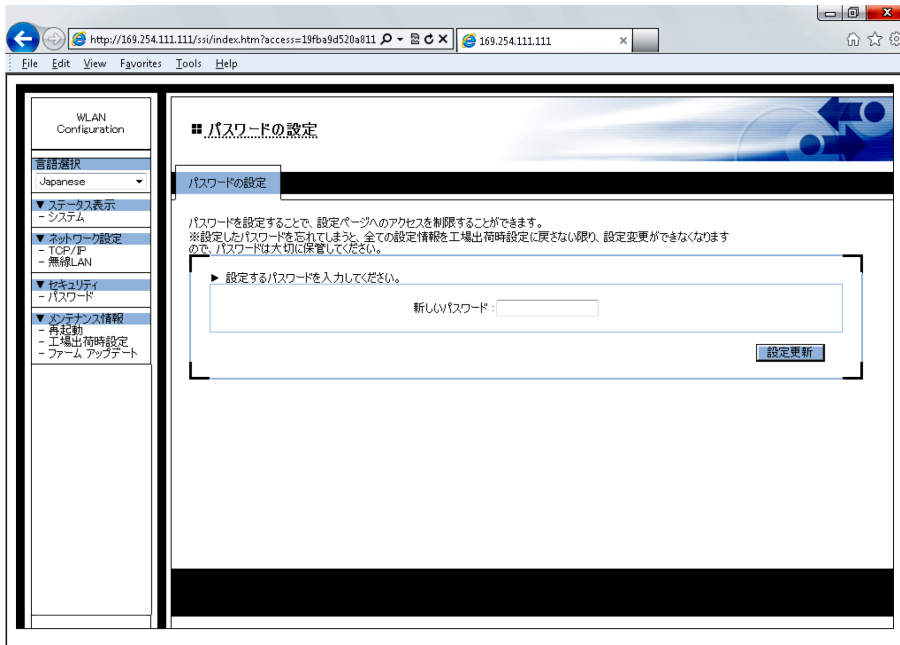 http://169.254.111.111/ssi/index.htm?access=19fba9d520a811
169.254.111.111
File Edit View Favorites Tools Help
WLAN
Configuration
言語選択
Japanese
▼ ステータス表示
- システム
▼ ネットワーク設定
- TCP/IP
- 無線LAN
▼ セキュリティ
- パスワード
▼ メンテナンス情報
- 再起動
- 工場出荷時設定
- ファーム アップデート
パスワードの設定
パスワードの設定
パスワードを設定することで、設定ページへのアクセスを制限することができます。
※設定したパスワードを忘れてしまうと、全ての設定情報を工場出荷時設定に戻さない限り、設定変更ができなくなります
ので、パスワードは大切に保管してください。
▶ 設定するパスワードを入力してください。
新しいパスワード :
設定更新